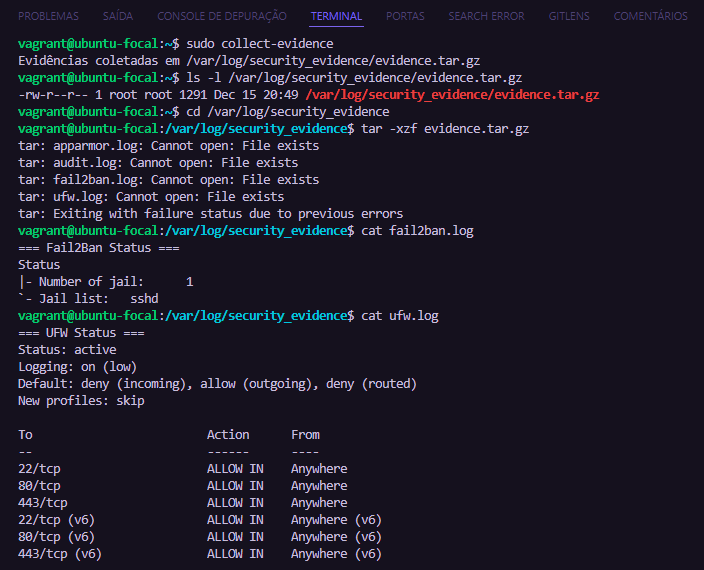 PROBLEMAS SAÍDA CONSOLE DE DEPURAÇÃO TERMINAL PORTAS SEARCH ERROR GITLENS COMENTÁRIOS
vagrant@ubuntu-focal:~$ sudo collect-evidence
Evidências coletadas em /var/log/security_evidence/evidence.tar.gz
vagrant@ubuntu-focal:~$ ls -l /var/log/security_evidence/evidence.tar.gz
-rw-r--r-- 1 root root 1291 Dec 15 20:49 /var/log/security_evidence/evidence.tar.gz
vagrant@ubuntu-focal:~$ cd /var/log/security_evidence
vagrant@ubuntu-focal:/var/log/security_evidence$ tar -xzf evidence.tar.gz
tar: apparmor.log: Cannot open: File exists
tar: audit.log: Cannot open: File exists
tar: fail2ban.log: Cannot open: File exists
tar: ufw.log: Cannot open: File exists
tar: Exiting with failure status due to previous errors
vagrant@ubuntu-focal:/var/log/security_evidence$ cat fail2ban.log
=== Fail2Ban Status ===
Status
|- Number of jail:      1
`- Jail list:   sshd
vagrant@ubuntu-focal:/var/log/security_evidence$ cat ufw.log
=== UFW Status ===
Status: active
Logging: on (low)
Default: deny (incoming), allow (outgoing), deny (routed)
New profiles: skip

To                         Action      From
--                         ------      ----
22/tcp                     ALLOW IN    Anywhere
80/tcp                     ALLOW IN    Anywhere
443/tcp                    ALLOW IN    Anywhere
22/tcp (v6)                ALLOW IN    Anywhere (v6)
80/tcp (v6)                ALLOW IN    Anywhere (v6)
443/tcp (v6)               ALLOW IN    Anywhere (v6)